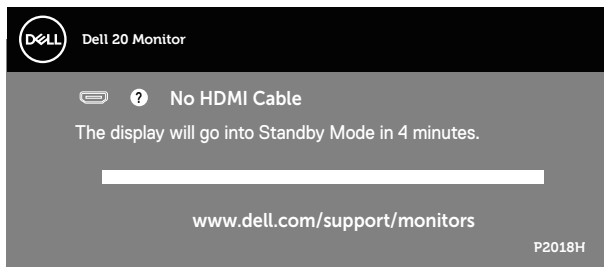 DELL
Dell 20 Monitor
? No HDMI Cable
The display will go into Standby Mode in 4 minutes.
www.dell.com/support/monitors
P2018H